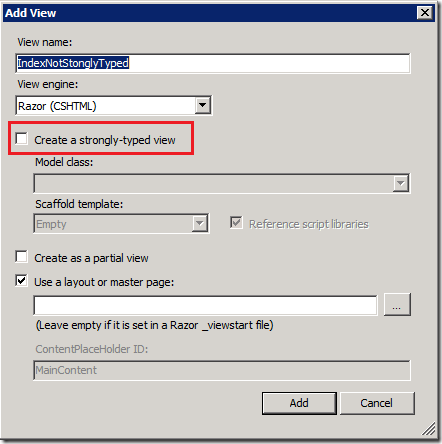 Add View
View name:
IndexNotStonglyTyped
View engine:
Razor (CSHTML)
Create a strongly-typed view
Model class:
Scaffold template:
Empty
Reference script libraries
Create as a partial view
Use a layout or master page:
...
(Leave empty if it is set in a Razor _viewstart file)
ContentPlaceHolder ID:
MainContent
Add
Cancel